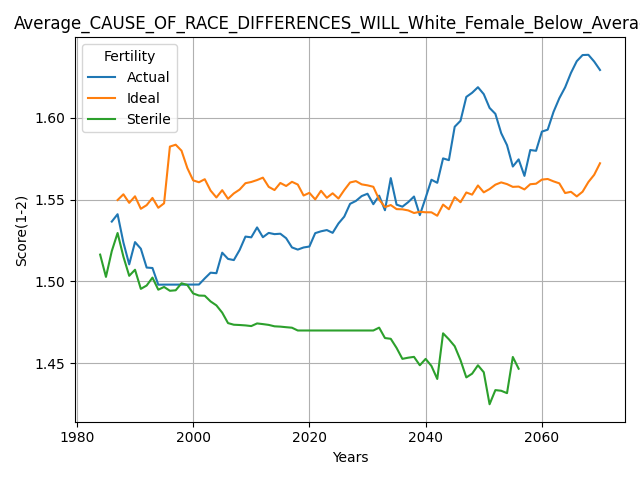 Average_CAUSE_OF_RACE_DIFFERENCES_WILL_White_Female_Below_Avera
Fertility
Actual
Ideal
Sterile
Score(1-2)
1.60
1.55
1.50
1.45
1980
2000
2020
2040
2060
Years